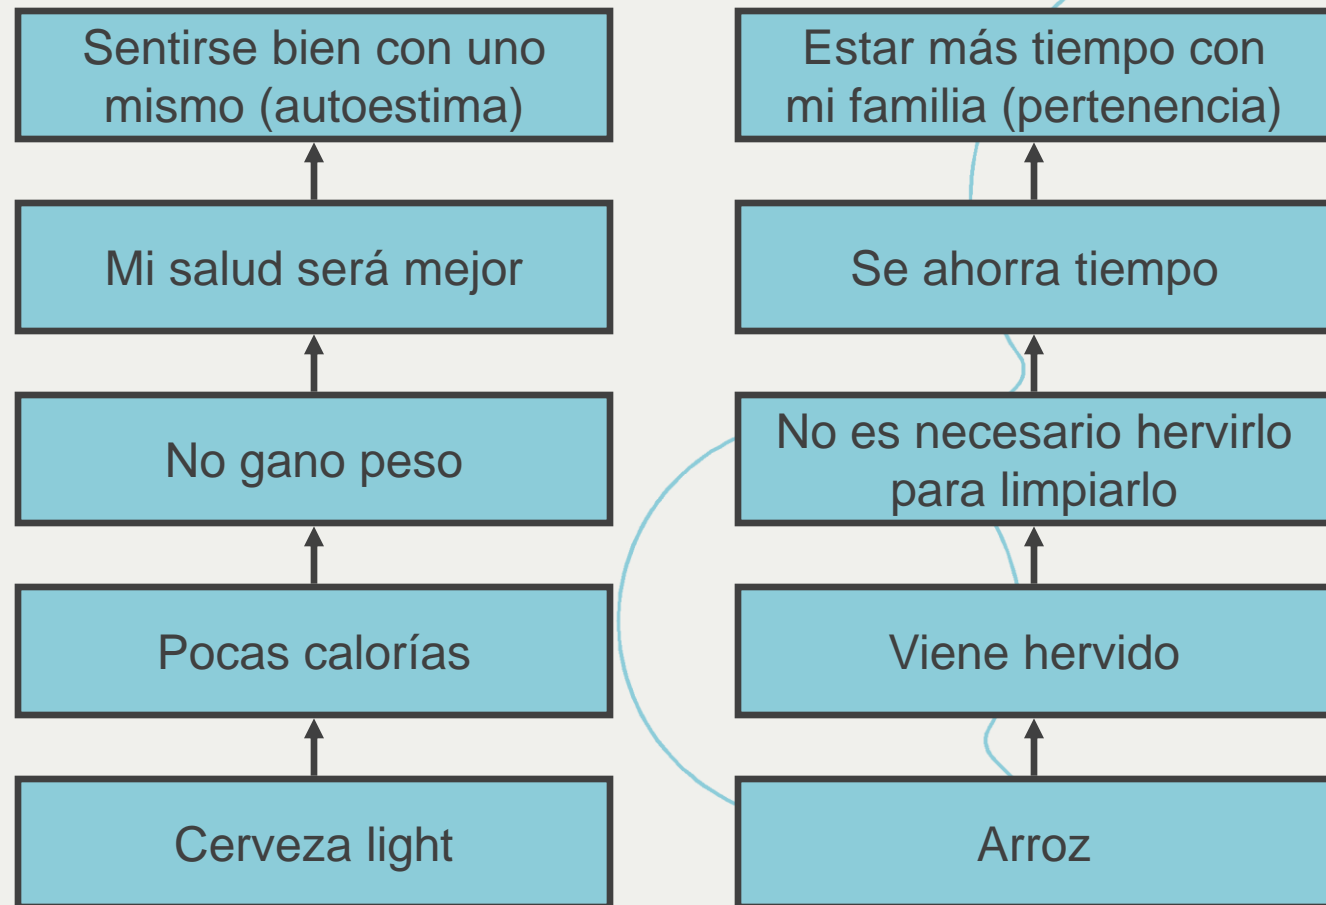 Sentirse bien con uno
mismo (autoestima)
Mi salud será mejor
No gano peso
Pocas calorías
Cerveza light
Estar más tiempo con
mi familia (pertenencia)
Se ahorra tiempo
No es necesario hervirlo
para limpiarlo
Viene hervido
Arroz